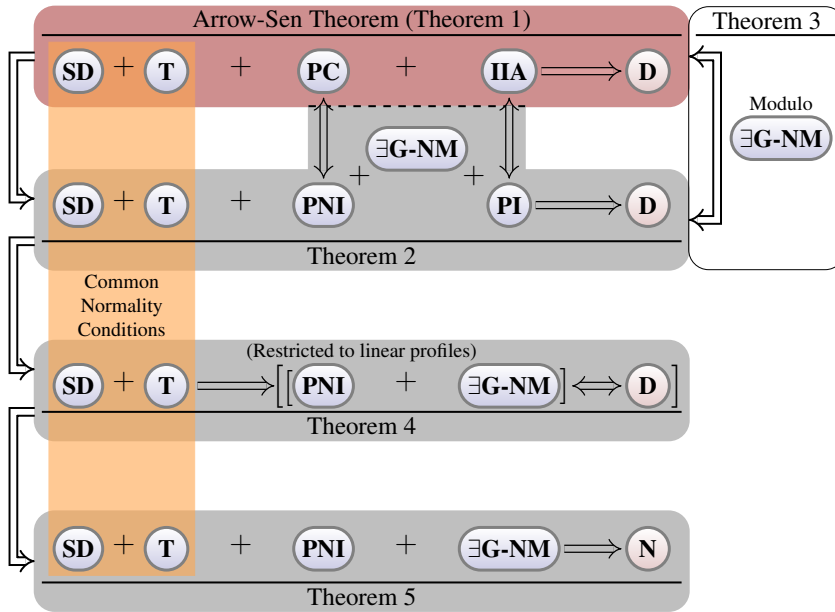 Arrow-Sen Theorem (Theorem 1)
SD + T + PC + IIA ⟹ D
Theorem 3
Modulo
∃G-NM
∃G-NM
+ +
SD + T + PNI PI ⟹ D
Theorem 2
Common
Normality
Conditions
(Restricted to linear profiles)
SD + T ⟹ [[PNI + ∃G-NM] ⟺ D]
Theorem 4
SD + T + PNI + ∃G-NM ⟹ N
Theorem 5